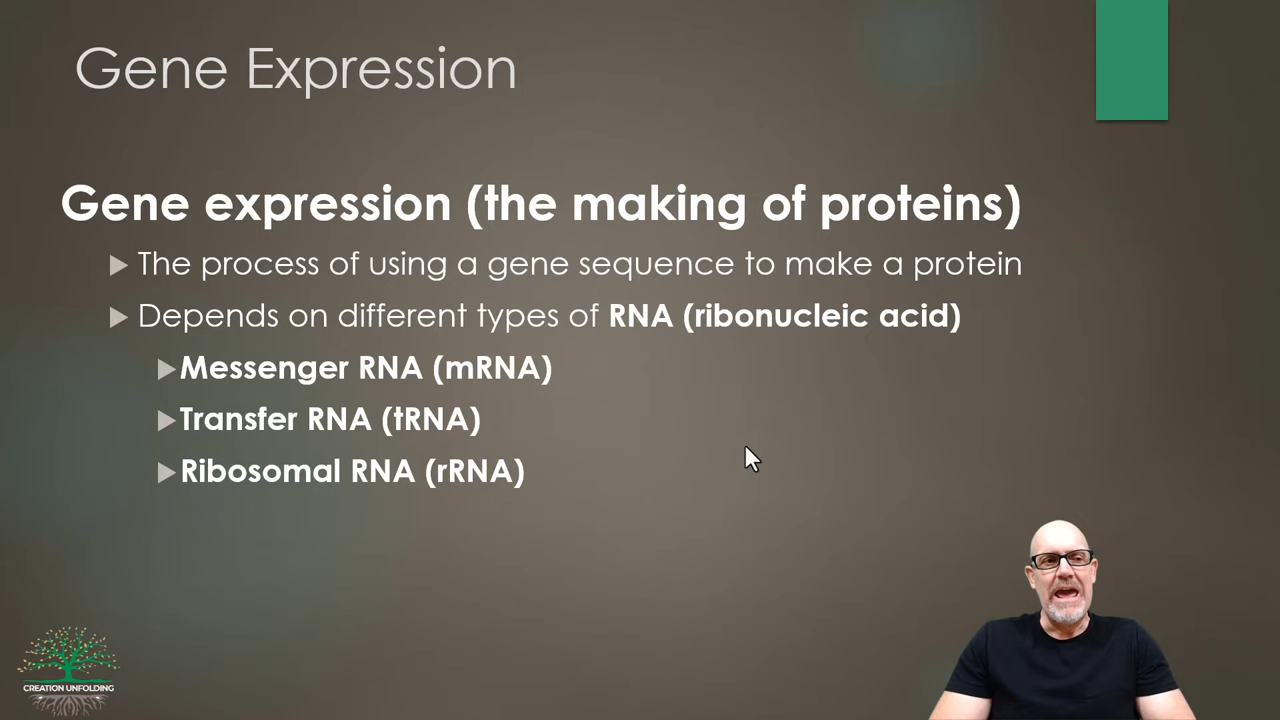 Gene Expression
Gene expression (the making of proteins)
The process of using a gene sequence to make a protein
Depends on different types of RNA (ribonucleic acid)
Messenger RNA (mRNA)
Transfer RNA (tRNA)
Ribosomal RNA (rRNA)
CREATION UNFOLDING